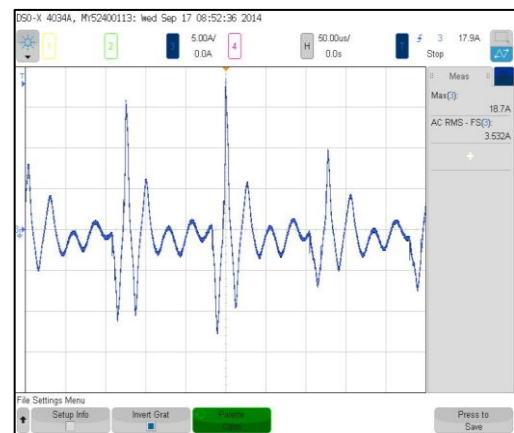 DSO-X 4034A, MY52400113: Wed Sep 17 08:52:36 2014
1 2 3 5.00A/ 0.0A 4 H 50.00us/ 0.0s T 3 17.9A Stop
Meas
Max(3):
18.7A
AC RMS - FS(3):
3.532A
File Settings Menu
Setup Info
Invert Grat
Palette
Press to
Save